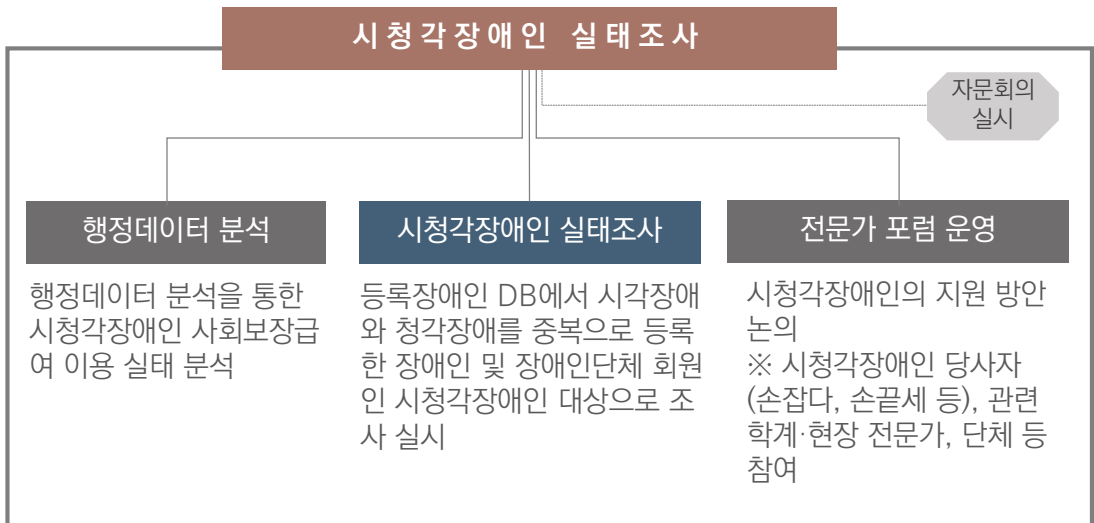 시청각장애인 실태조사
자문회의
실시
행정데이터 분석
행정데이터 분석을 통한
시청각장애인 사회보장급
여 이용 실태 분석
시청각장애인 실태조사
등록장애인 DB에서 시각장애
와 청각장애를 중복으로 등록
한 장애인 및 장애인단체 회원
인 시청각장애인 대상으로 조
사 실시
전문가 포럼 운영
시청각장애인의 지원 방안
논의
※ 시청각장애인 당사자
(손잡다, 손끝세 등), 관련
학계·현장 전문가, 단체 등
참여